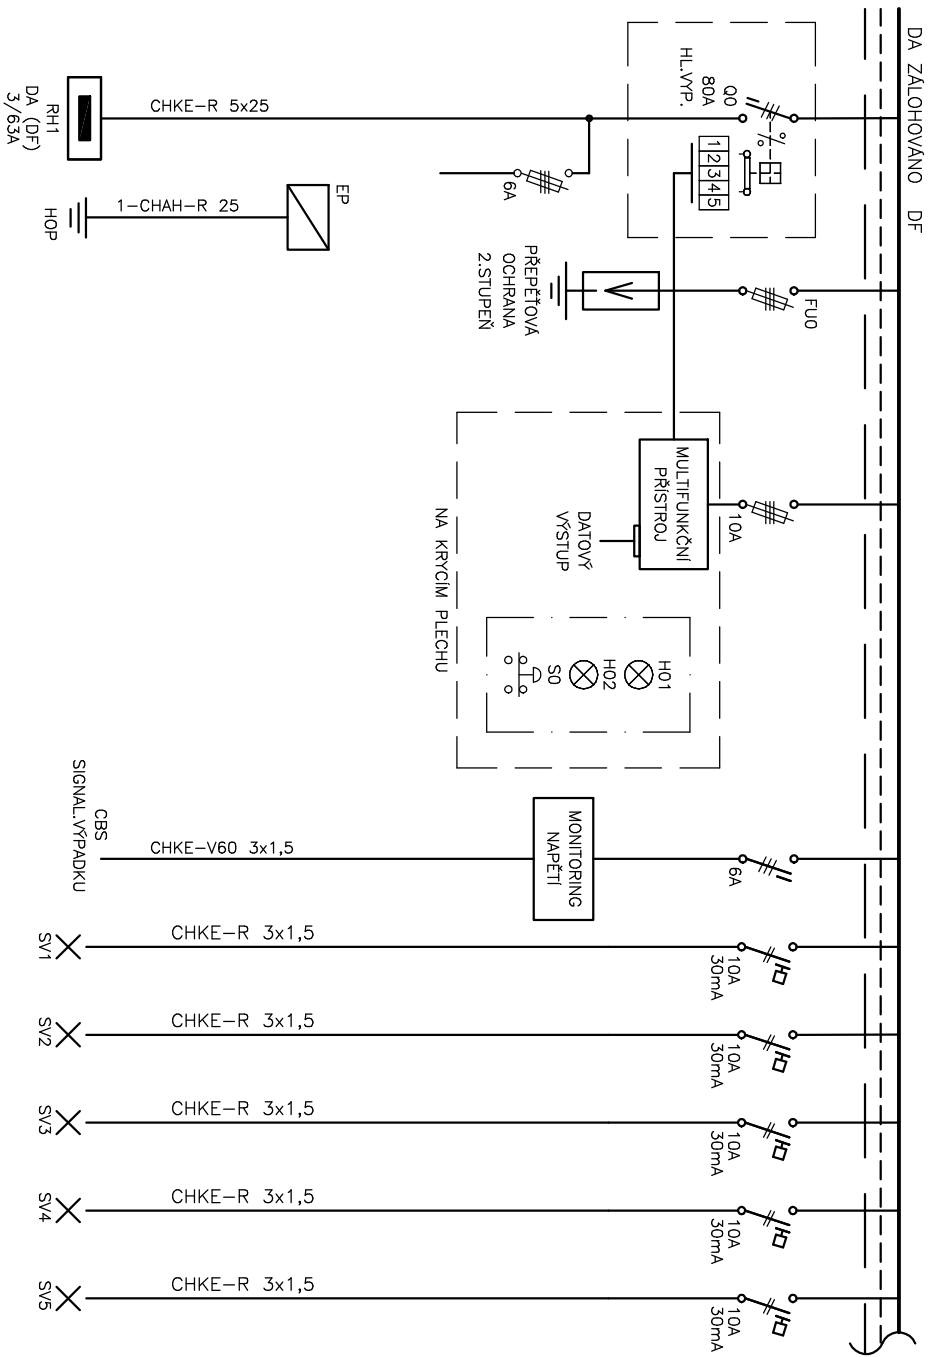 DA ZÁLOHOVÁNO DF
Q0
80A
HL.VYP.
1 2 3 4 5
6A
CHKE-R 5x25
RH1
DA (DF)
3/63A
EP
1-CHAH-R 25
HOP
FU0
PŘEPĚŤOVÁ
OCHRANA
2.STUPEŇ
10A
MULTIFUNKČNÍ
PŘÍSTROJ
DATOVÝ
VÝSTUP
H01
H02
S0
NA KRYCÍM PLECHU
6A
MONITORING
NAPĚTÍ
CHKE-V60 3x1,5
CBS
SIGNAL.VÝPADKU
10A
30mA
CHKE-R 3x1,5
SV1
10A
30mA
CHKE-R 3x1,5
SV2
10A
30mA
CHKE-R 3x1,5
SV3
10A
30mA
CHKE-R 3x1,5
SV4
10A
30mA
CHKE-R 3x1,5
SV5